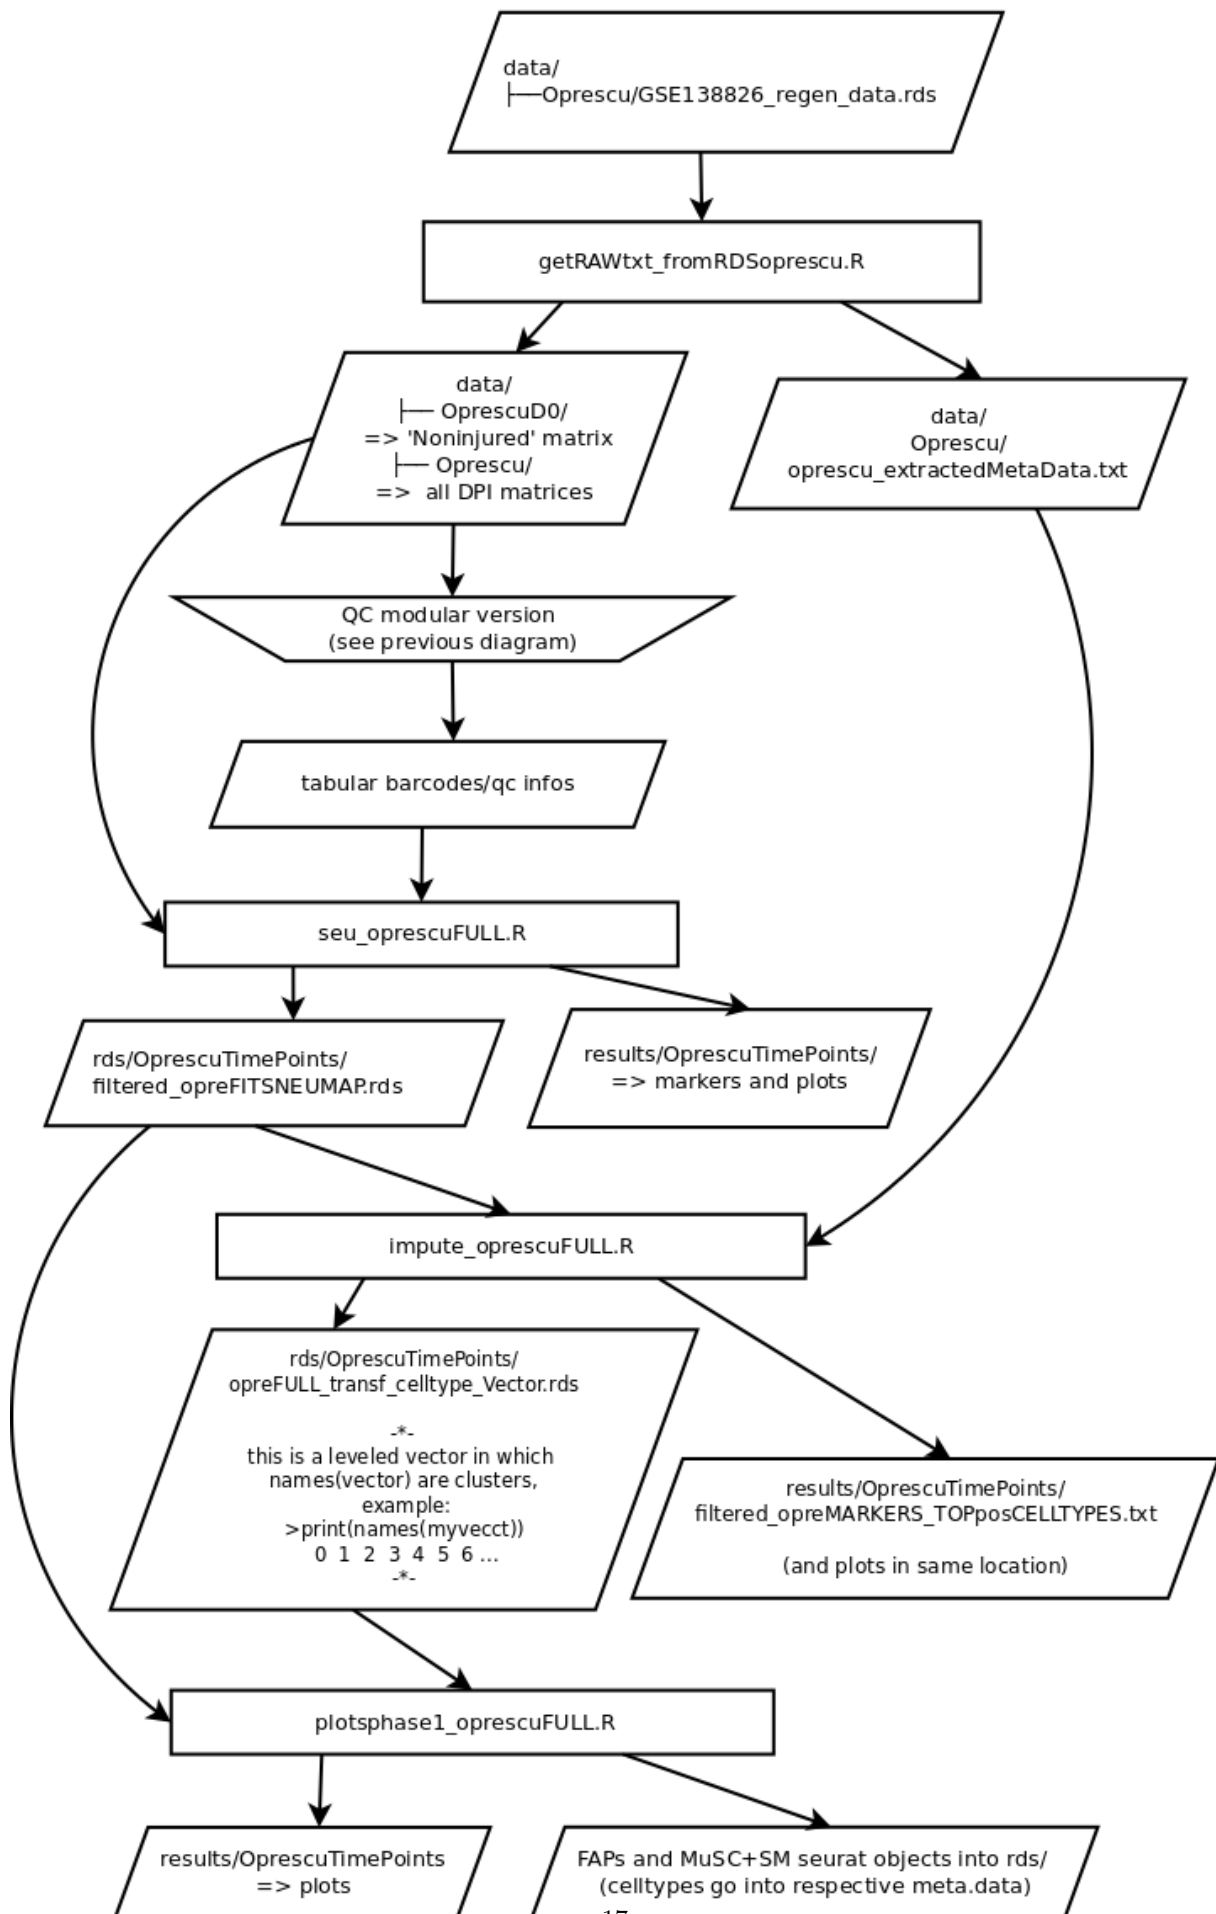 data/
├──Oprescu/GSE138826_regen_data.rds
getRAWtxt_fromRDSoprescu.R
data/
├── OprescuD0/
=> 'Noninjured' matrix
├── Oprescu/
=> all DPI matrices
data/
Oprescu/
oprescu_extractedMetaData.txt
QC modular version
(see previous diagram)
tabular barcodes/qc infos
seu_oprescuFULL.R
rds/OprescuTimePoints/
filtered_opreFITSNEUMAP.rds
results/OprescuTimePoints/
=> markers and plots
impute_oprescuFULL.R
rds/OprescuTimePoints/
opreFULL_transf_celltype_Vector.rds
-*-
this is a leveled vector in which
names(vector) are clusters,
example:
>print(names(myvecct))
0 1 2 3 4 5 6 ...
-*-
results/OprescuTimePoints/
filtered_opreMARKERS_TOPposCELLTYPES.txt
(and plots in same location)
plotsphase1_oprescuFULL.R
results/OprescuTimePoints
=> plots
FAPs and MuSC+SM seurat objects into rds/
(celltypes go into respective meta.data)